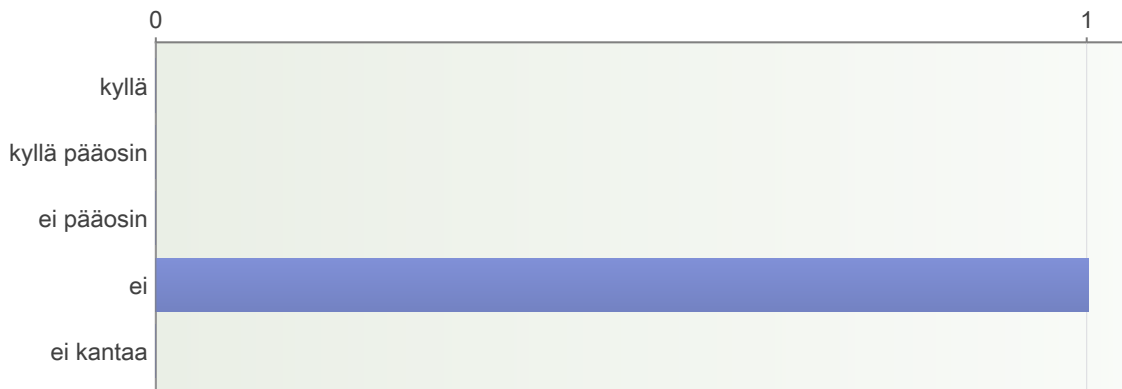 0 1
kyllä
kyllä pääosin
ei pääosin
ei
ei kantaa